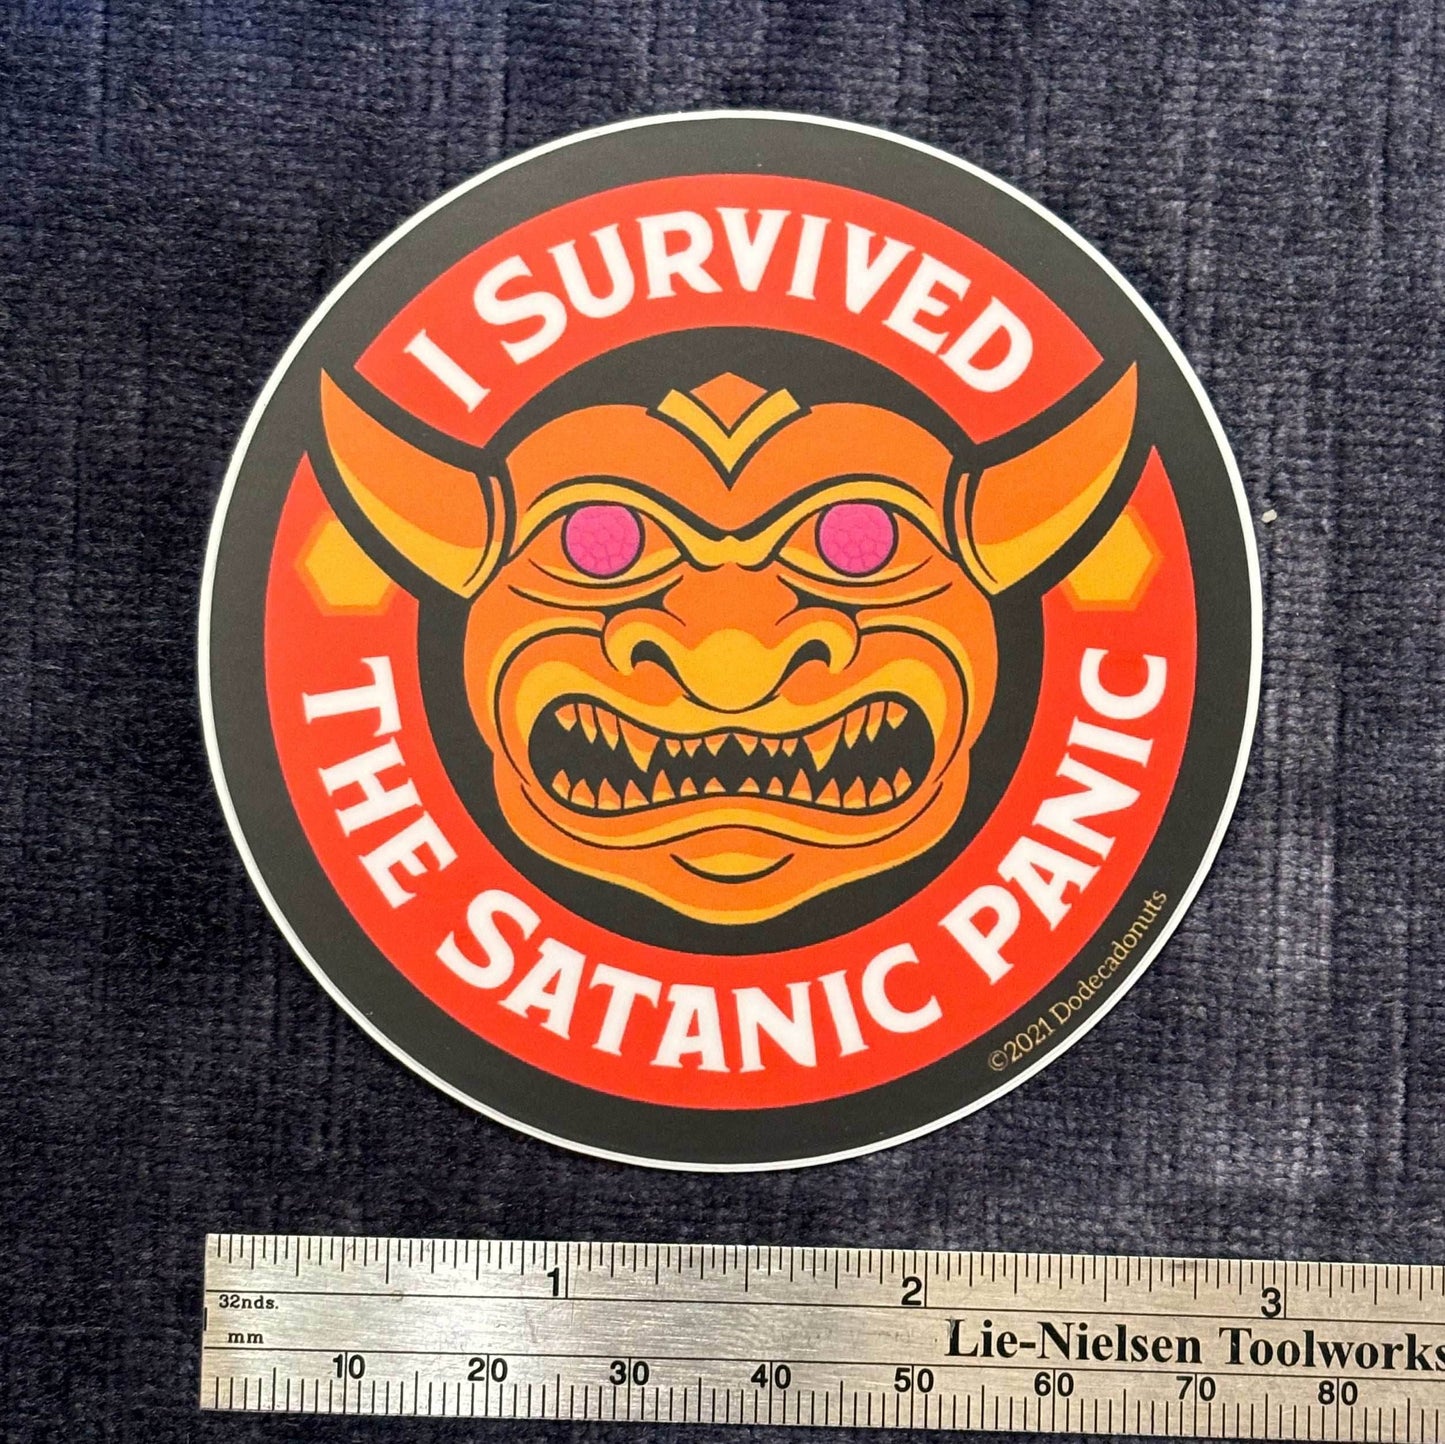 I SURVIVED
THE SATANIC PANIC
©2021 Dodecadonuts
1 2 3
32nds.
Lie-Nielsen Toolworks
mm
10 20 30 40 50 60 70 80